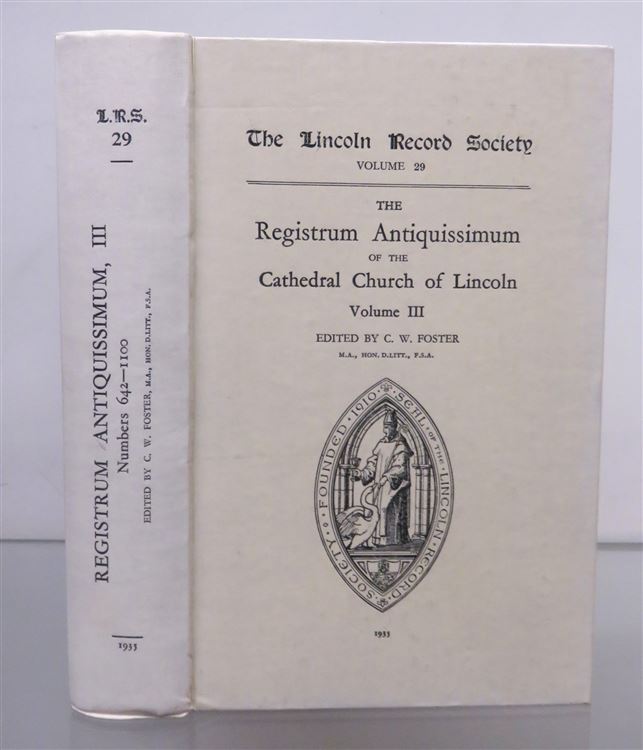 L.R.S.
29
REGISTRUM ANTIQUISSIMUM, III
Numbers 642—1100
EDITED BY C. W. FOSTER, M.A., HON. D.LITT., F.S.A.
1933
The Lincoln Record Society
VOLUME 29
THE
Registrum Antiquissimum
OF THE
Cathedral Church of Lincoln
Volume III
EDITED BY C. W. FOSTER
M.A., HON. D.LITT., F.S.A.
SEAL · OF · THE · LINCOLN · RECORD · SOCIETY · FOUNDED · 1910 ·
1933